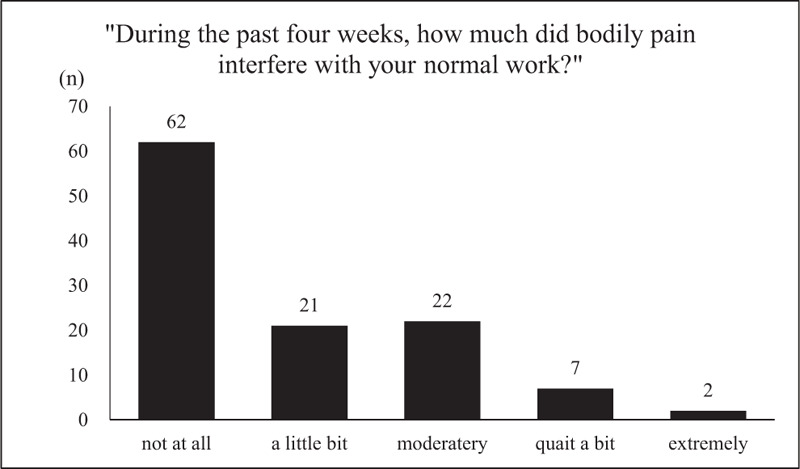 "During the past four weeks, how much did bodily pain
interfere with your normal work?"
(n)
70
60
50
40
30
20
10
0
62
21
22
7
2
not at all
a little bit
moderatery
quait a bit
extremely